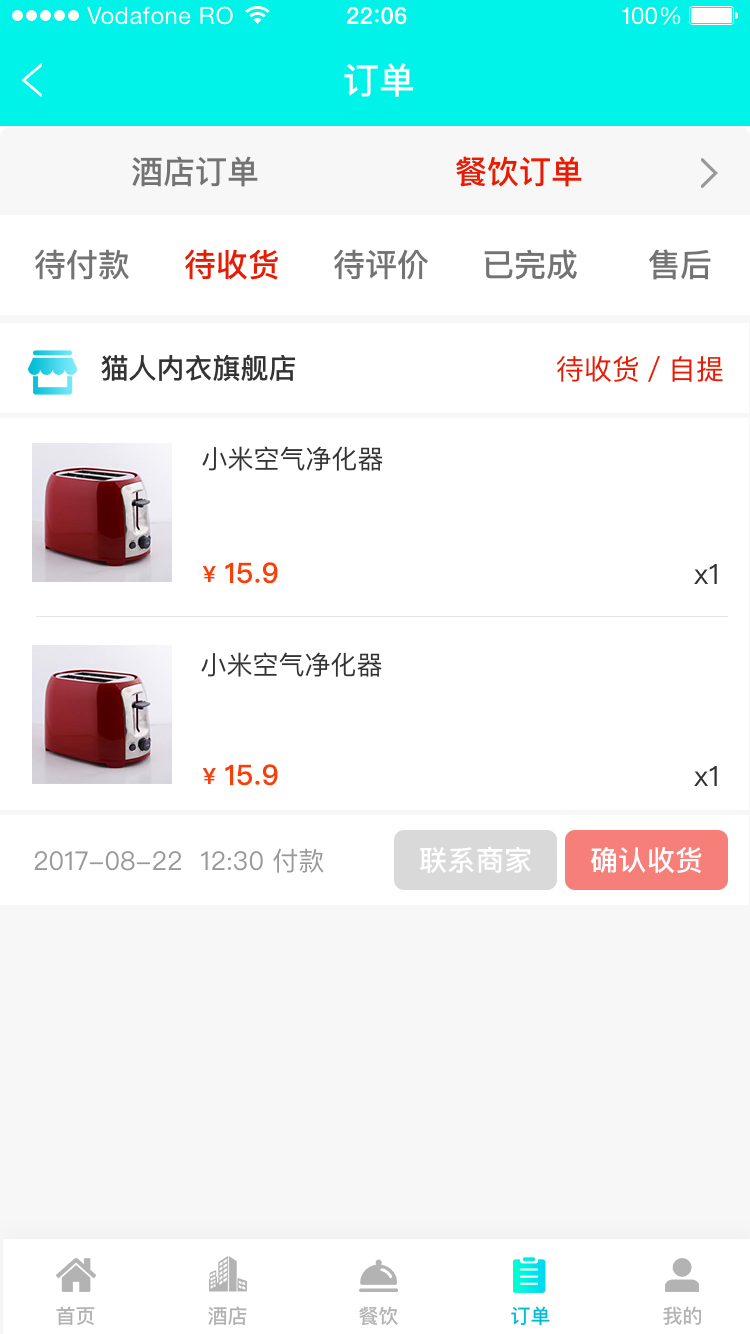 Vodafone RO 22:06 100%
订单
酒店订单 餐饮订单
待付款 待收货 待评价 已完成 售后
猫人内衣旗舰店 待收货 / 自提
小米空气净化器
¥ 15.9 x1
小米空气净化器
¥ 15.9 x1
2017-08-22 12:30 付款 联系商家 确认收货
首页 酒店 餐饮 订单 我的